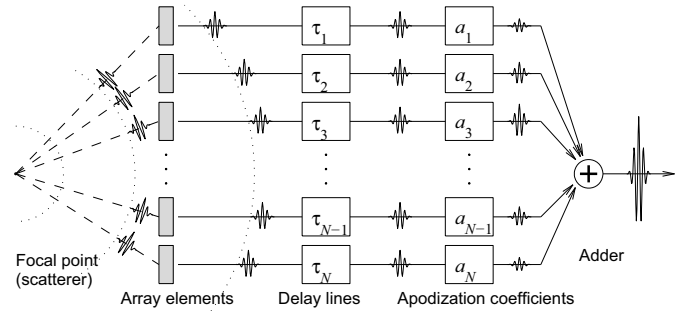 τ1 a1
τ2 a2
τ3 a3
τN−1 aN−1
τN aN
+
Focal point
(scatterer)
Array elements
Delay lines
Apodization coefficients
Adder